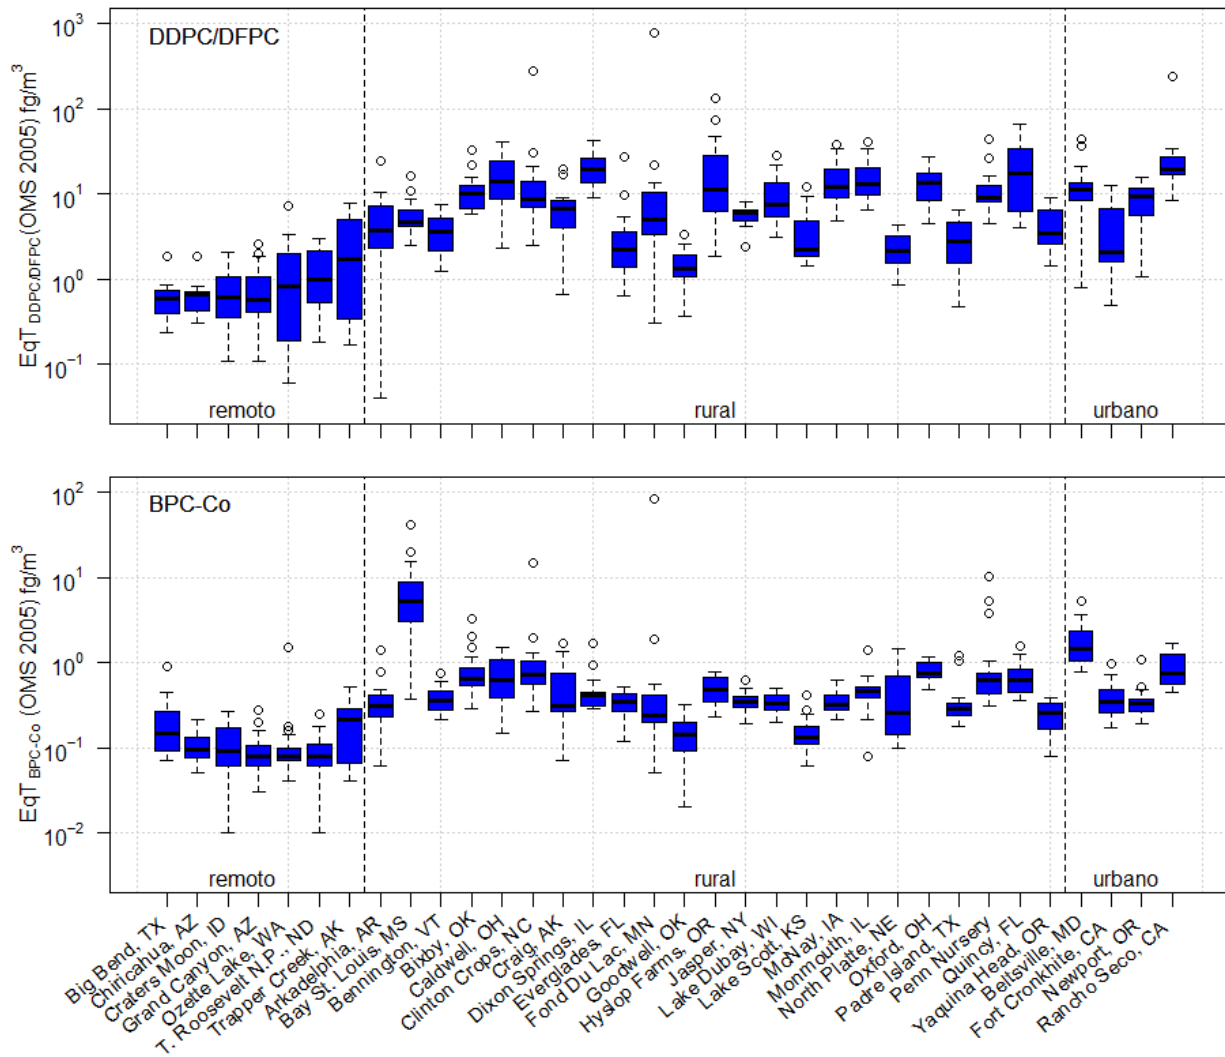 DDPC/DFPC
EqT DDPC/DFPC (OMS 2005) fg/m³
10³
10²
10¹
10⁰
10⁻¹
remoto rural urbano
BPC-Co
EqT BPC-Co (OMS 2005) fg/m³
10²
10¹
10⁰
10⁻¹
10⁻²
remoto rural urbano
Big Bend, TX
Chiricahua, AZ
Craters Moon, ID
Grand Canyon, AZ
Ozette Lake, WA
T. Roosevelt N.P., ND
Trapper Creek, AK
Arkadelphia, AR
Bay St. Louis, MS
Bennington, VT
Bixby, OK
Caldwell, OH
Clinton Crops, NC
Craig, AK
Dixon Springs, IL
Everglades, FL
Fond Du Lac, MN
Goodwell, OK
Hyslop Farms, OR
Jasper, NY
Lake Dubay, WI
Lake Scott, KS
McNay, IA
Monmouth, IL
North Platte, NE
Oxford, OH
Padre Island, TX
Penn Nursery
Quincy, FL
Yaquina Head, OR
Beltsville, MD
Fort Cronkhite, CA
Newport, OR
Rancho Seco, CA